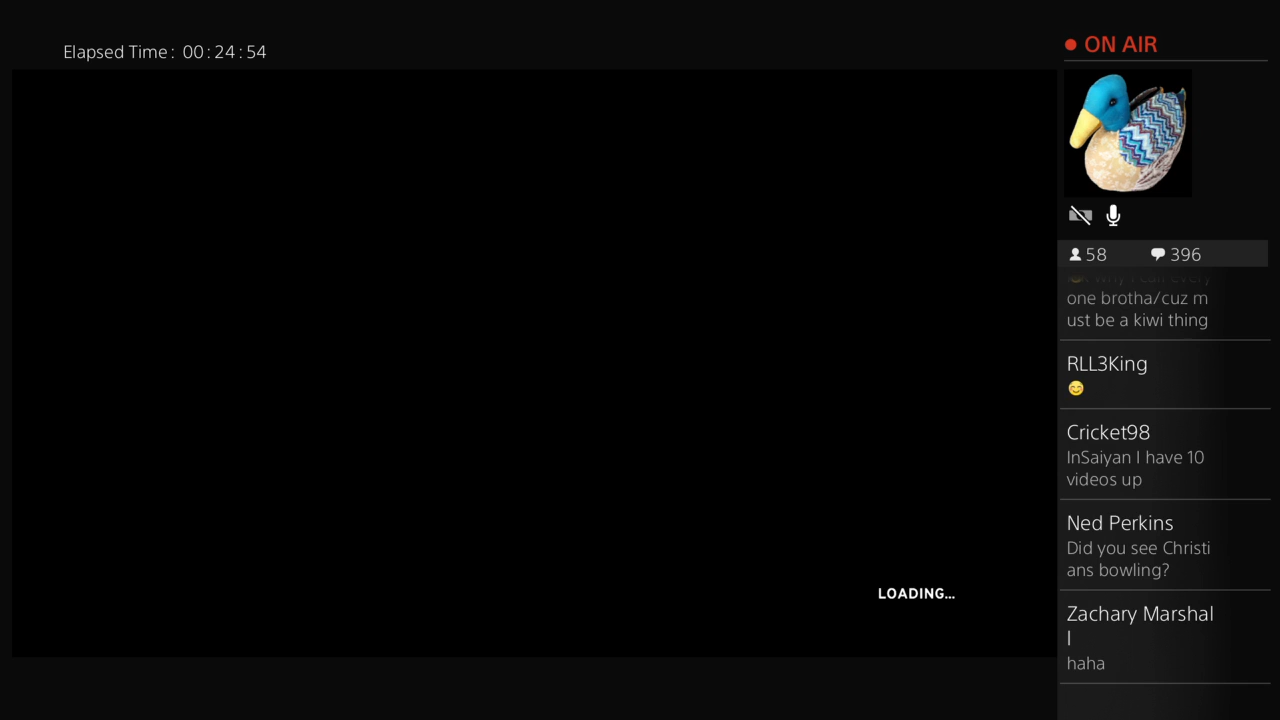 Elapsed Time: 00:24:54
ON AIR
58 396
one brotha/cuz m
ust be a kiwi thing
RLL3King
😊
Cricket98
InSaiyan I have 10
videos up
Ned Perkins
Did you see Christi
ans bowling?
Zachary Marshal
l
haha
LOADING...